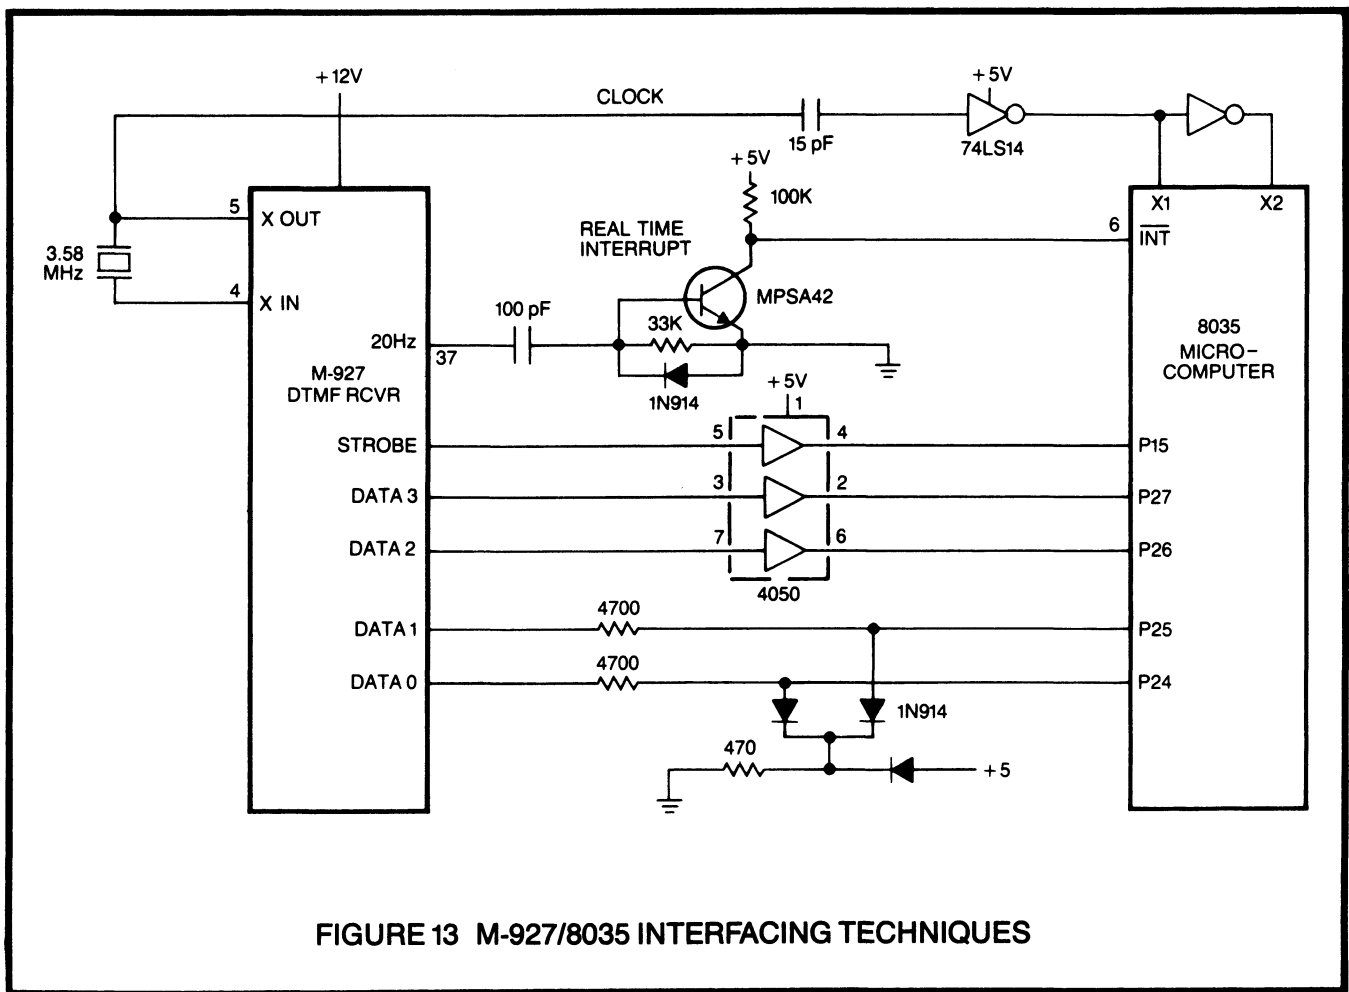 +12V
CLOCK
+5V
15 pF
74LS14
+5V
100K
5
X OUT
X1
X2
6
INT
REAL TIME
INTERRUPT
3.58
MHz
4
X IN
MPSA42
100 pF
33K
20Hz
37
8035
MICRO-
COMPUTER
M-927
DTMF RCVR
1N914
+5V
1
STROBE
5
4
P15
DATA 3
3
2
P27
DATA 2
7
6
P26
4050
4700
DATA 1
P25
4700
DATA 0
P24
1N914
470
+5
FIGURE 13 M-927/8035 INTERFACING TECHNIQUES